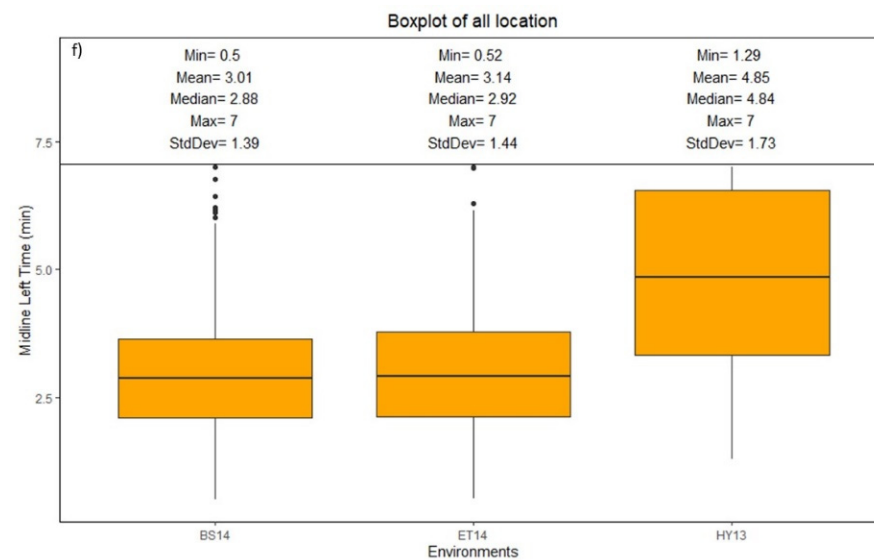 Boxplot of all location
f)
Min= 0.5 Min= 0.52 Min= 1.29
Mean= 3.01 Mean= 3.14 Mean= 4.85
Median= 2.88 Median= 2.92 Median= 4.84
Max= 7 Max= 7 Max= 7
StdDev= 1.39 StdDev= 1.44 StdDev= 1.73
7.5
5.0
2.5
Midline Left Time (min)
BS14 ET14 HY13
Environments